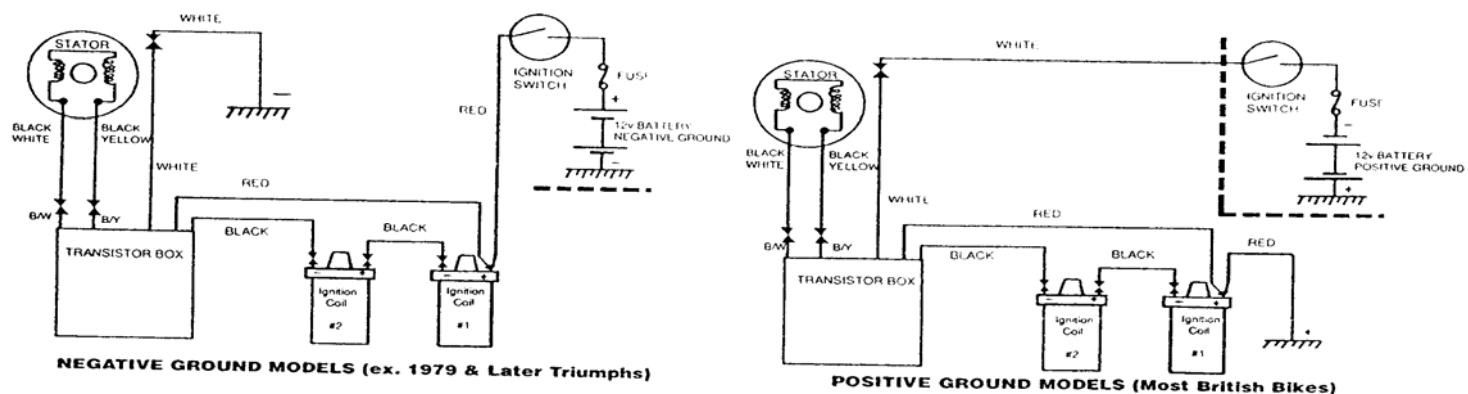 WHITE
STATOR
IGNITION
SWITCH
FUSE
RED
+
12v BATTERY
NEGATIVE GROUND
−
−
BLACK
WHITE
BLACK
YELLOW
WHITE
RED
B/W
B/Y
BLACK
BLACK
TRANSISTOR BOX
− +
Ignition
Coil
#2
− +
Ignition
Coil
#1
NEGATIVE GROUND MODELS (ex. 1979 & Later Triumphs)
WHITE
STATOR
IGNITION
SWITCH
FUSE
−
12v BATTERY
POSITIVE GROUND
+
BLACK
WHITE
BLACK
YELLOW
WHITE
RED
B/W
B/Y
BLACK
BLACK
RED
TRANSISTOR BOX
− +
Ignition
Coil
#2
− +
Ignition
Coil
#1
+
POSITIVE GROUND MODELS (Most British Bikes)